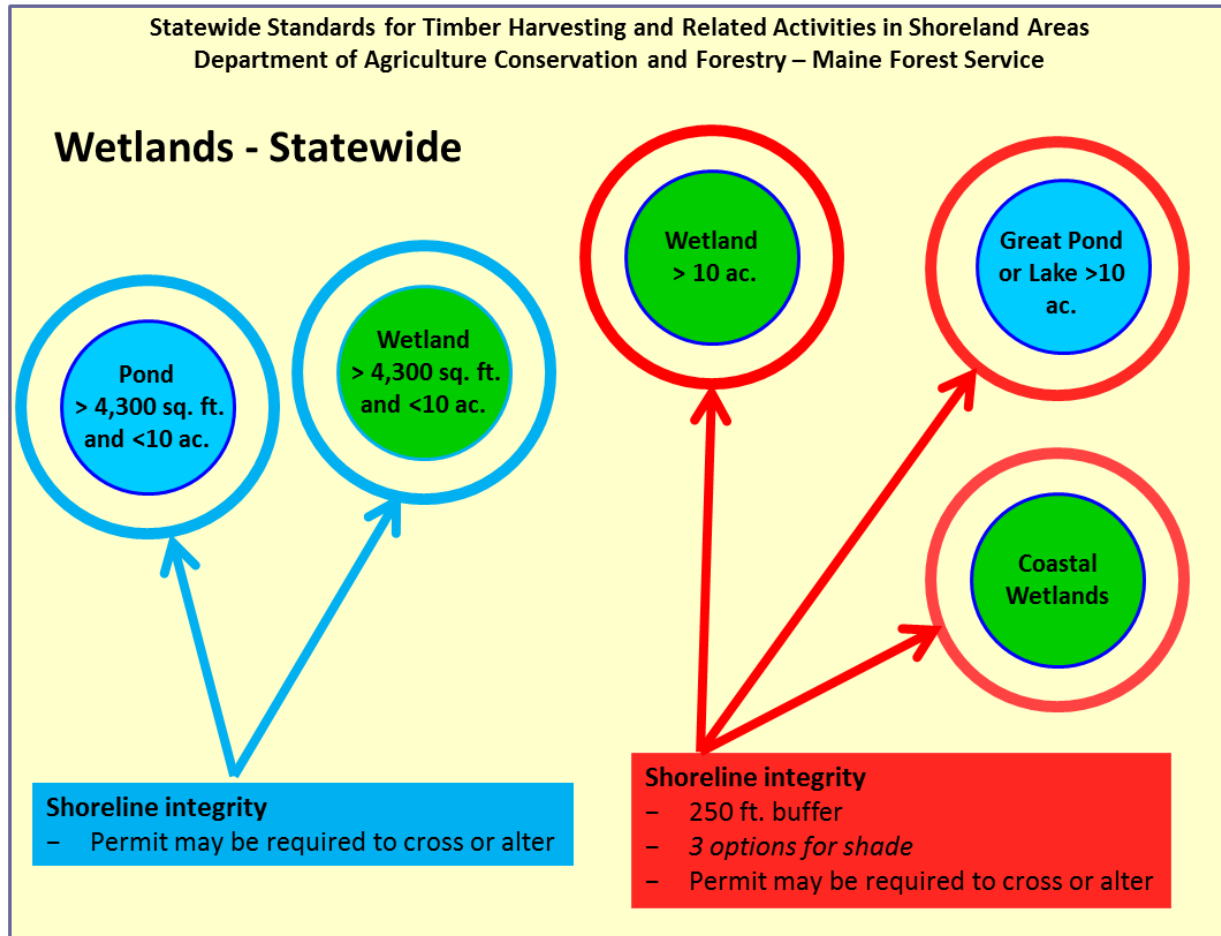 Statewide Standards for Timber Harvesting and Related Activities in Shoreland Areas
Department of Agriculture Conservation and Forestry – Maine Forest Service
Wetlands - Statewide
Pond
> 4,300 sq. ft.
and <10 ac.
Wetland
> 4,300 sq. ft.
and <10 ac.
Wetland
> 10 ac.
Great Pond
or Lake >10
ac.
Coastal
Wetlands
Shoreline integrity
– Permit may be required to cross or alter
Shoreline integrity
– 250 ft. buffer
– 3 options for shade
– Permit may be required to cross or alter